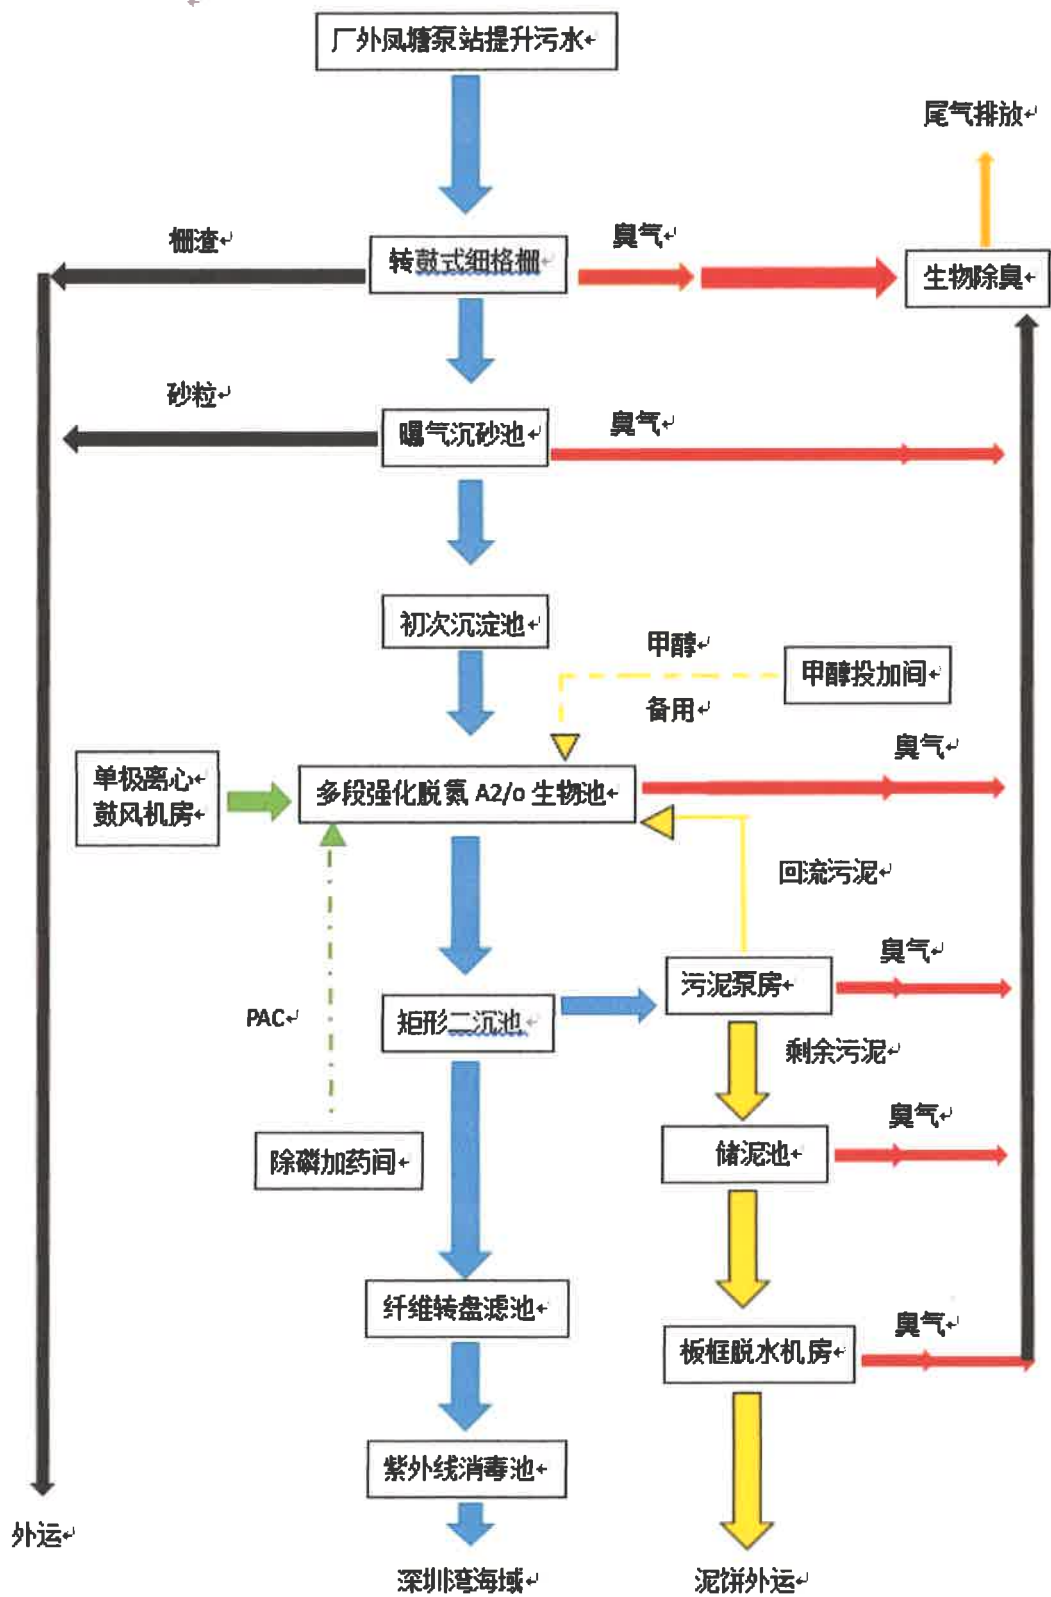 厂外凤塘泵站提升污水
尾气排放
栅渣
转鼓式细格栅
臭气
生物除臭
砂粒
曝气沉砂池
臭气
初次沉淀池
甲醇
甲醇投加间
备用
臭气
单极离心
鼓风机房
多段强化脱氮 A2/o 生物池
回流污泥
臭气
污泥泵房
PAC
矩形二沉池
剩余污泥
臭气
储泥池
除磷加药间
纤维转盘滤池
臭气
板框脱水机房
紫外线消毒池
外运
深圳湾海域
泥饼外运